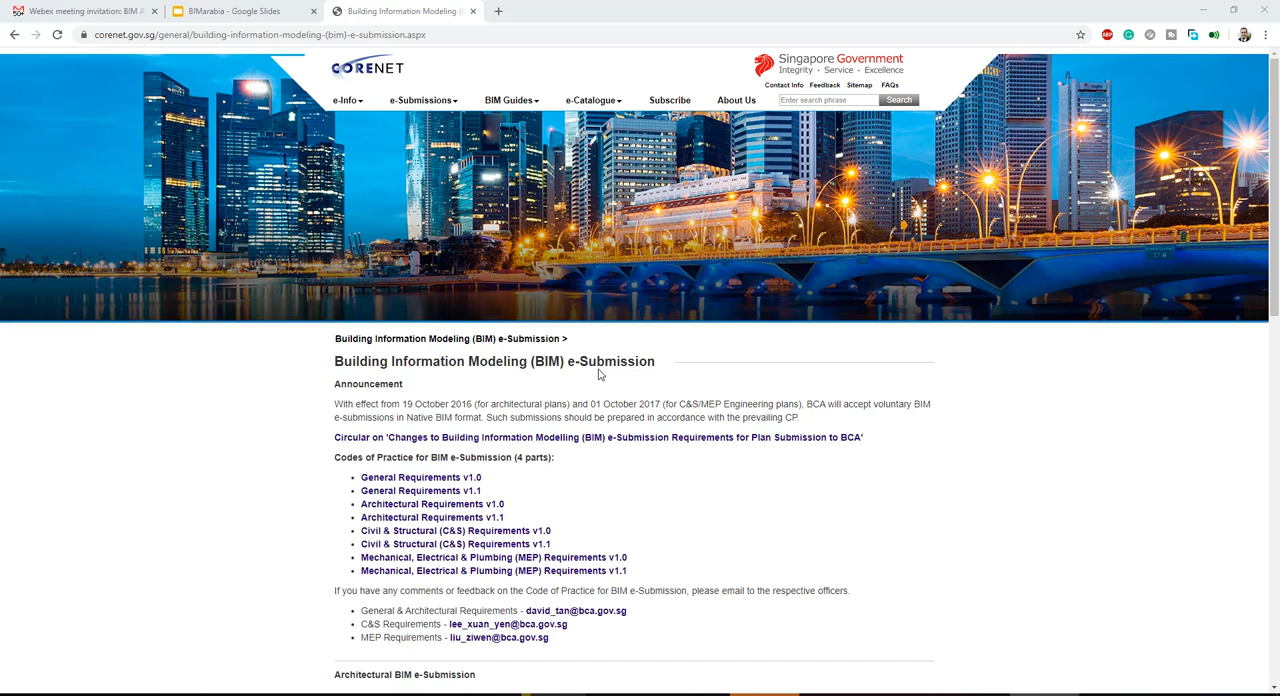 Webex meeting invitation: BIM A
BIMarabia - Google Slides
Building Information Modeling (
corenet.gov.sg/general/building-information-modeling-(bim)-e-submission.aspx
CORENET
Singapore Government
Integrity · Service · Excellence
Contact Info Feedback Sitemap FAQs
e-Info e-Submissions BIM Guides e-Catalogue Subscribe About Us Enter search phrase Search
Building Information Modeling (BIM) e-Submission >
Building Information Modeling (BIM) e-Submission
Announcement
With effect from 19 October 2016 (for architectural plans) and 01 October 2017 (for C&S/MEP Engineering plans), BCA will accept voluntary BIM
e-submissions in Native BIM format. Such submissions should be prepared in accordance with the prevailing CP.
Circular on 'Changes to Building Information Modelling (BIM) e-Submission Requirements for Plan Submission to BCA'
Codes of Practice for BIM e-Submission (4 parts):
• General Requirements v1.0
• General Requirements v1.1
• Architectural Requirements v1.0
• Architectural Requirements v1.1
• Civil & Structural (C&S) Requirements v1.0
• Civil & Structural (C&S) Requirements v1.1
• Mechanical, Electrical & Plumbing (MEP) Requirements v1.0
• Mechanical, Electrical & Plumbing (MEP) Requirements v1.1
If you have any comments or feedback on the Code of Practice for BIM e-Submission, please email to the respective officers.
• General & Architectural Requirements - david_tan@bca.gov.sg
• C&S Requirements - lee_xuan_yen@bca.gov.sg
• MEP Requirements - liu_ziwen@bca.gov.sg
Architectural BIM e-Submission